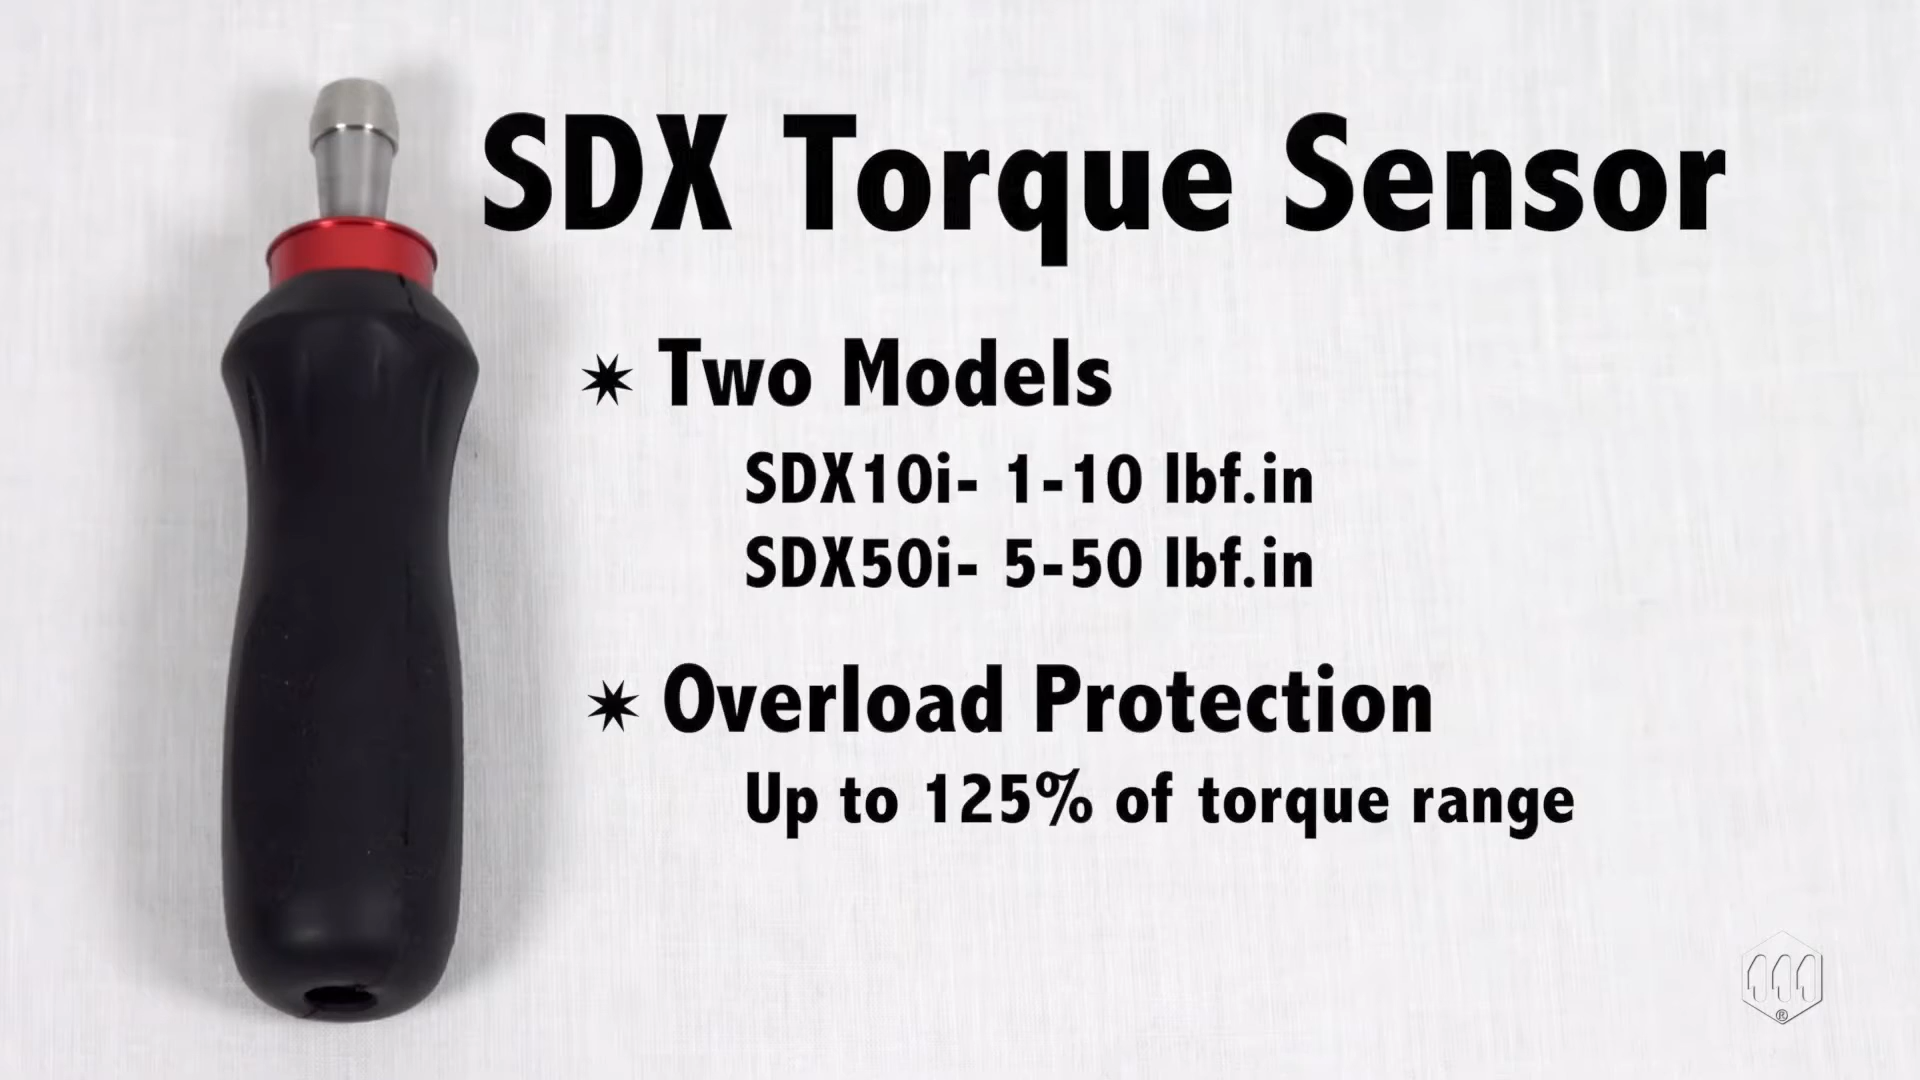 SDX Torque Sensor
✷ Two Models
SDX10i- 1-10 lbf.in
SDX50i- 5-50 lbf.in
✷ Overload Protection
Up to 125% of torque range
®